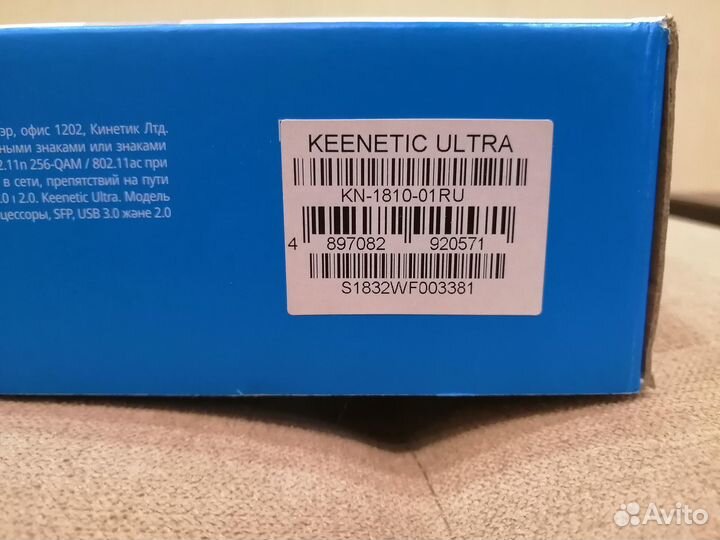 эр, офис 1202, Кинетик Лтд.
ными знаками или знаками
2.11n 256-QAM / 802.11ac при
в сети, препятствий на пути
.0 і 2.0. Keenetic Ultra. Модель
цессоры, SFP, USB 3.0 және 2.0
KEENETIC ULTRA
KN-1810-01RU
4 897082 920571
S1832WF003381
Avito